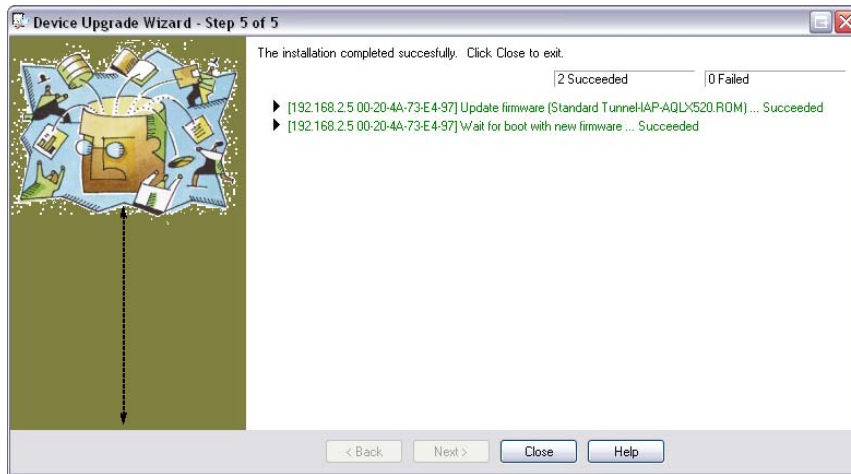 Device Upgrade Wizard - Step 5 of 5
The installation completed succesfully. Click Close to exit.
2 Succeeded 0 Failed
[192.168.2.5 00-20-4A-73-E4-97] Update firmware (Standard Tunnel-IAP-AQLX520.ROM) ... Succeeded
[192.168.2.5 00-20-4A-73-E4-97] Wait for boot with new firmware ... Succeeded
< Back Next > Close Help